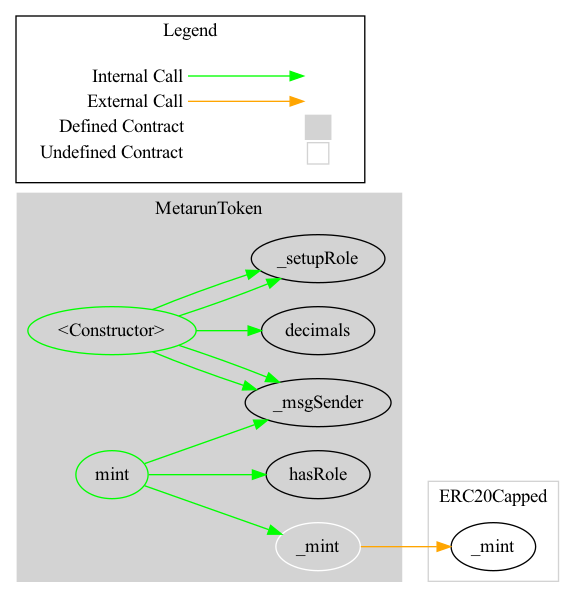 Legend
Internal Call
External Call
Defined Contract
Undefined Contract
MetarunToken
_setupRole
<Constructor>
decimals
_msgSender
mint
hasRole
_mint
ERC20Capped
_mint